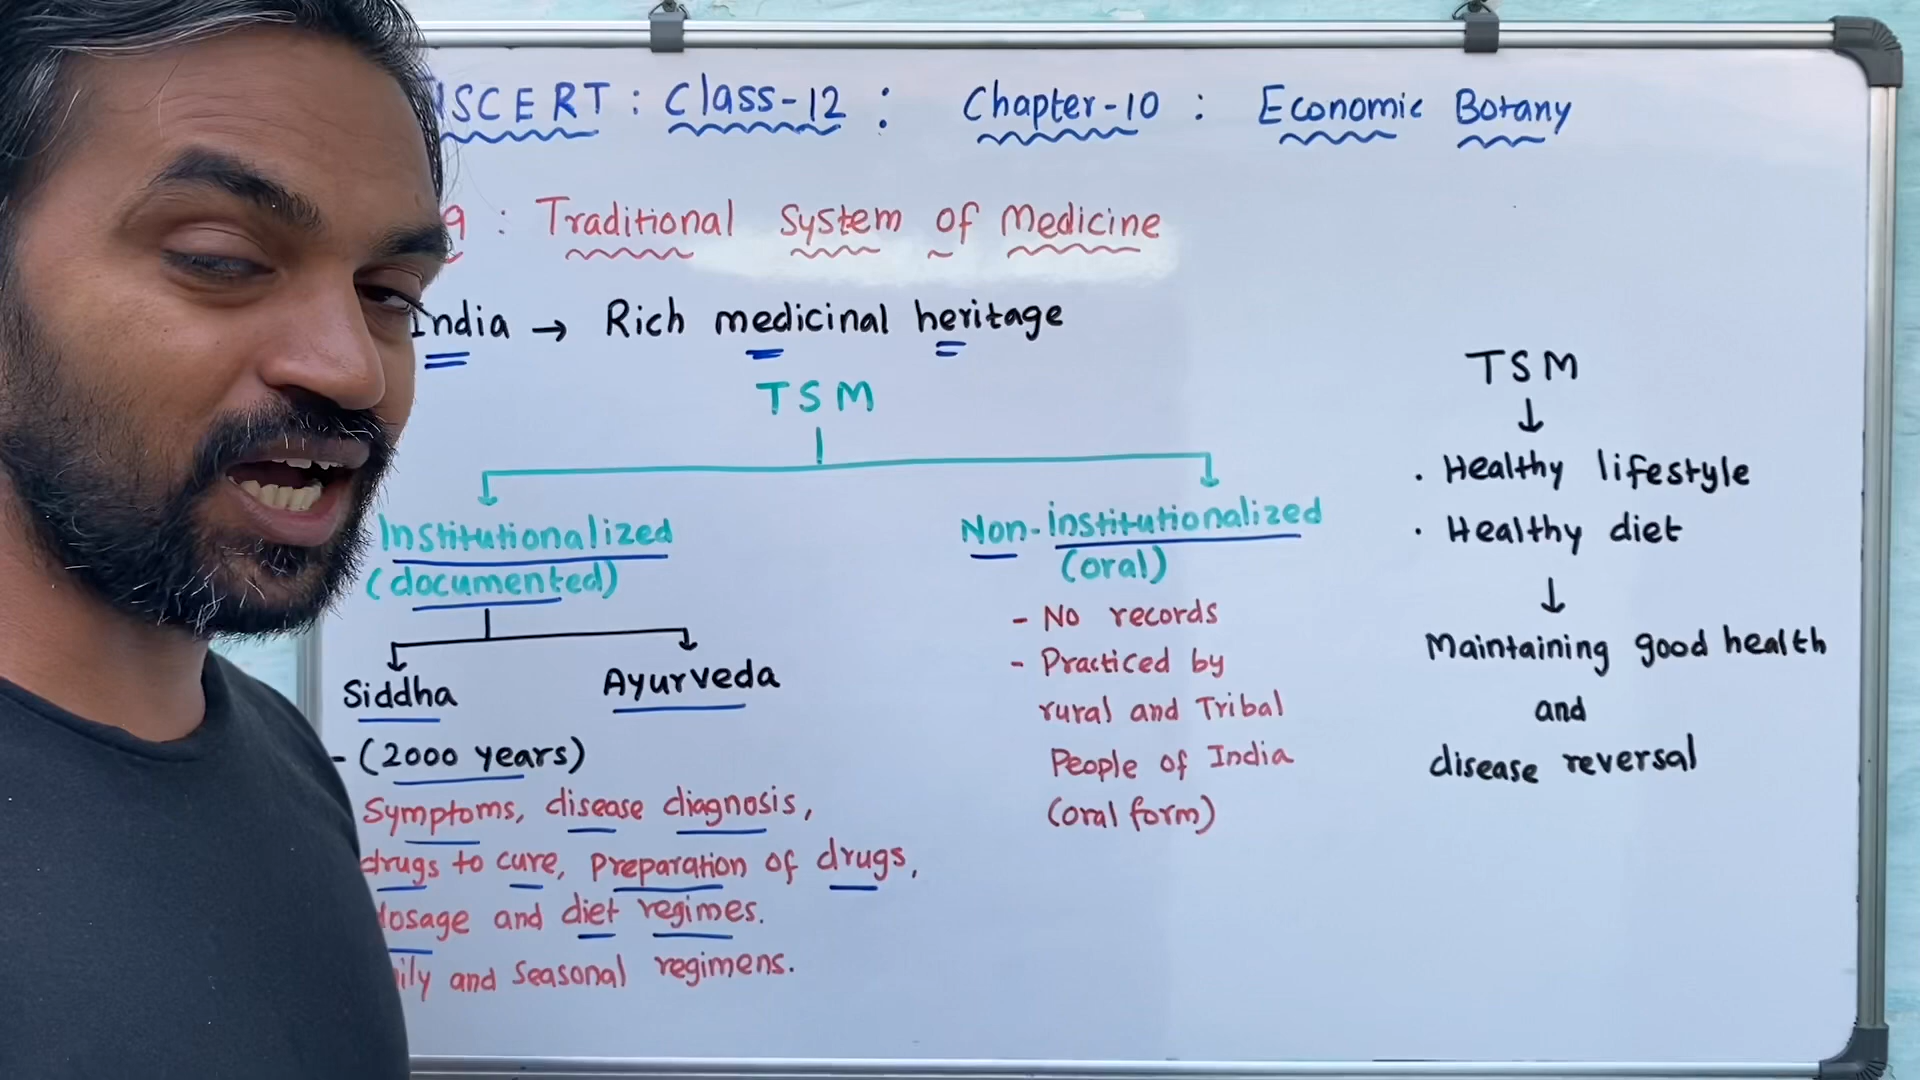 SCERT : Class-12 : Chapter-10 : Economic Botany
9 : Traditional System of Medicine
India → Rich medicinal heritage
TSM
Institutionalized
(documented)
Siddha
Ayurveda
- (2000 years)
Symptoms, disease diagnosis,
drugs to cure, Preparation of drugs,
dosage and diet regimes.
and Seasonal regimens.
Non-institutionalized
(oral)
- No records
- Practiced by
rural and Tribal
People of India
(oral form)
TSM
↓
. Healthy lifestyle
. Healthy diet
↓
Maintaining good health
and
disease reversal